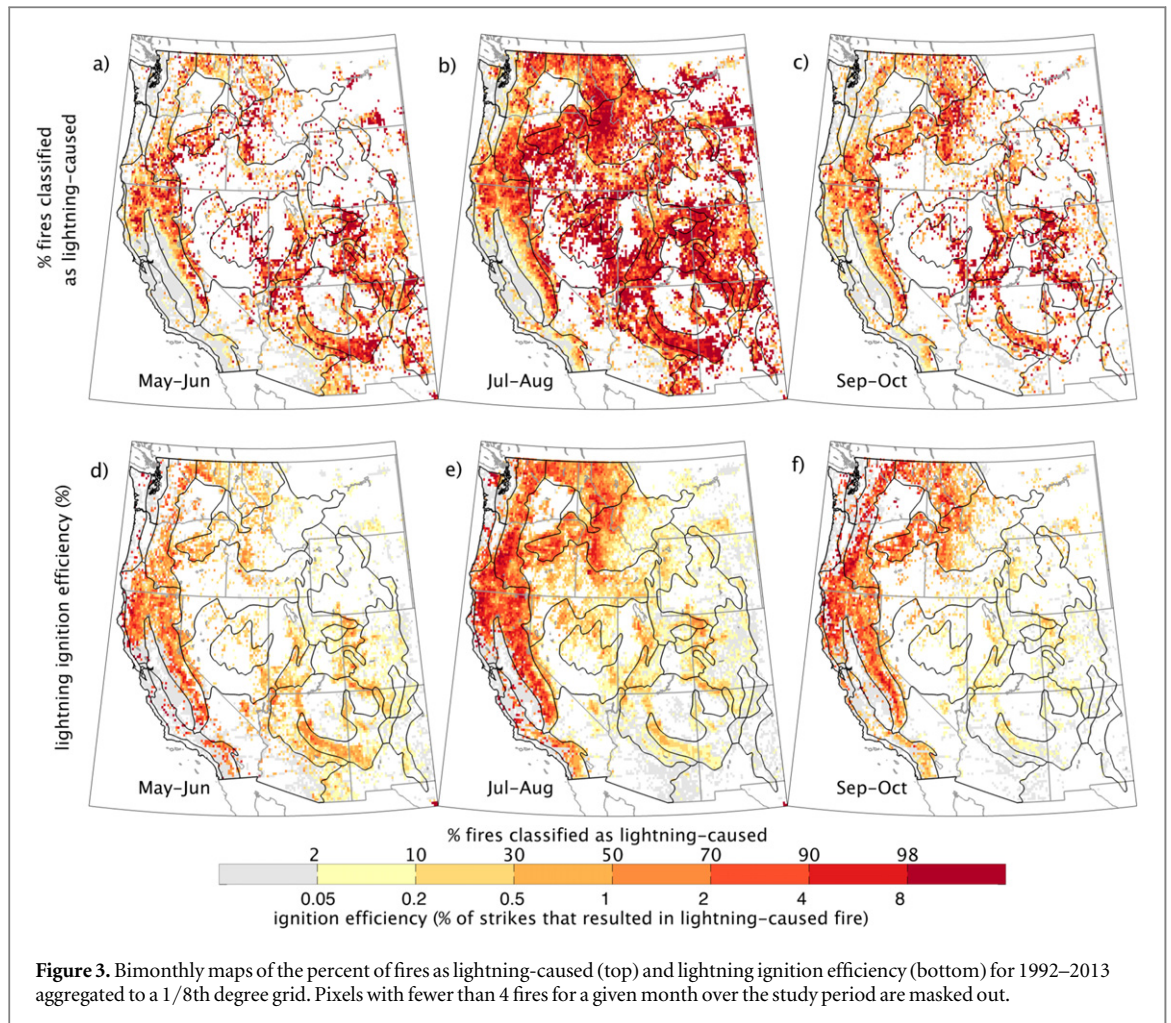 a)
b)
c)
% fires classified
as lightning-caused
May-Jun
Jul-Aug
Sep-Oct
d)
e)
f)
lightning ignition efficiency (%)
May-Jun
Jul-Aug
Sep-Oct
% fires classified as lightning-caused
2 10 30 50 70 90 98
0.05 0.2 0.5 1 2 4 8
ignition efficiency (% of strikes that resulted in lightning-caused fire)
Figure 3. Bimonthly maps of the percent of fires as lightning-caused (top) and lightning ignition efficiency (bottom) for 1992–2013
aggregated to a 1/8th degree grid. Pixels with fewer than 4 fires for a given month over the study period are masked out.